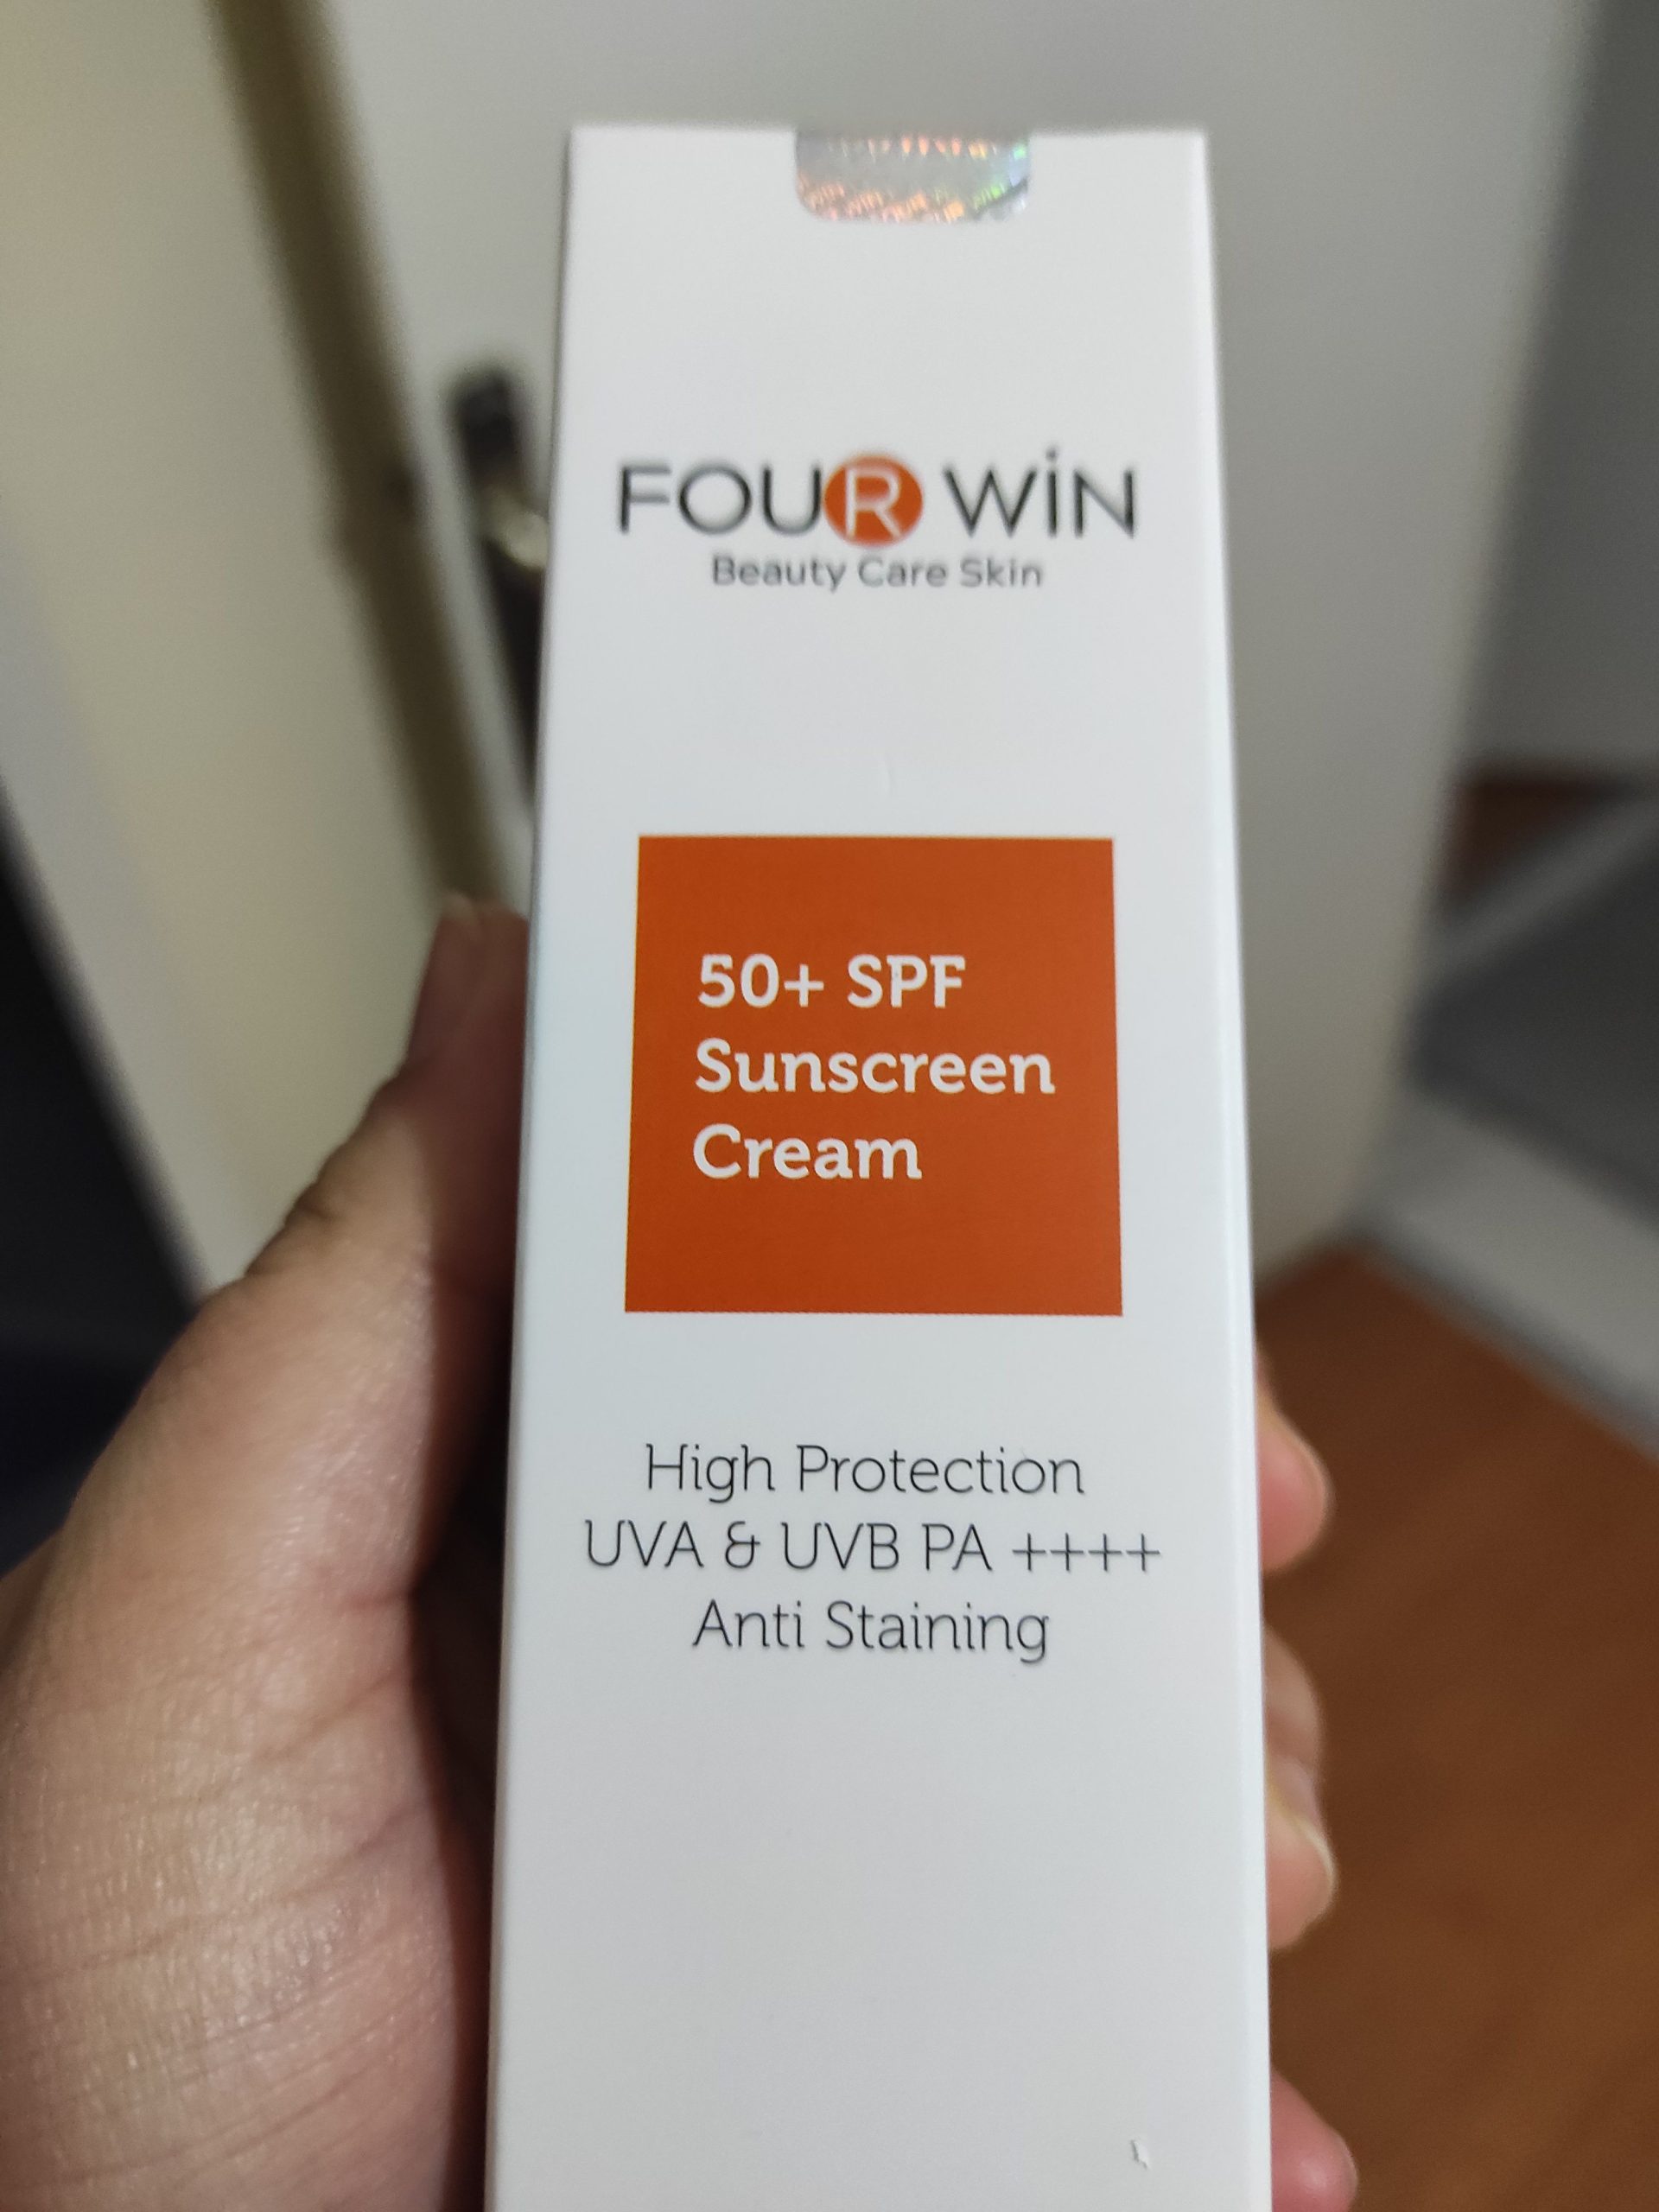 FOUR WiN
Beauty Care Skin
50+ SPF
Sunscreen
Cream
High Protection
UVA & UVB PA ++++
Anti Staining